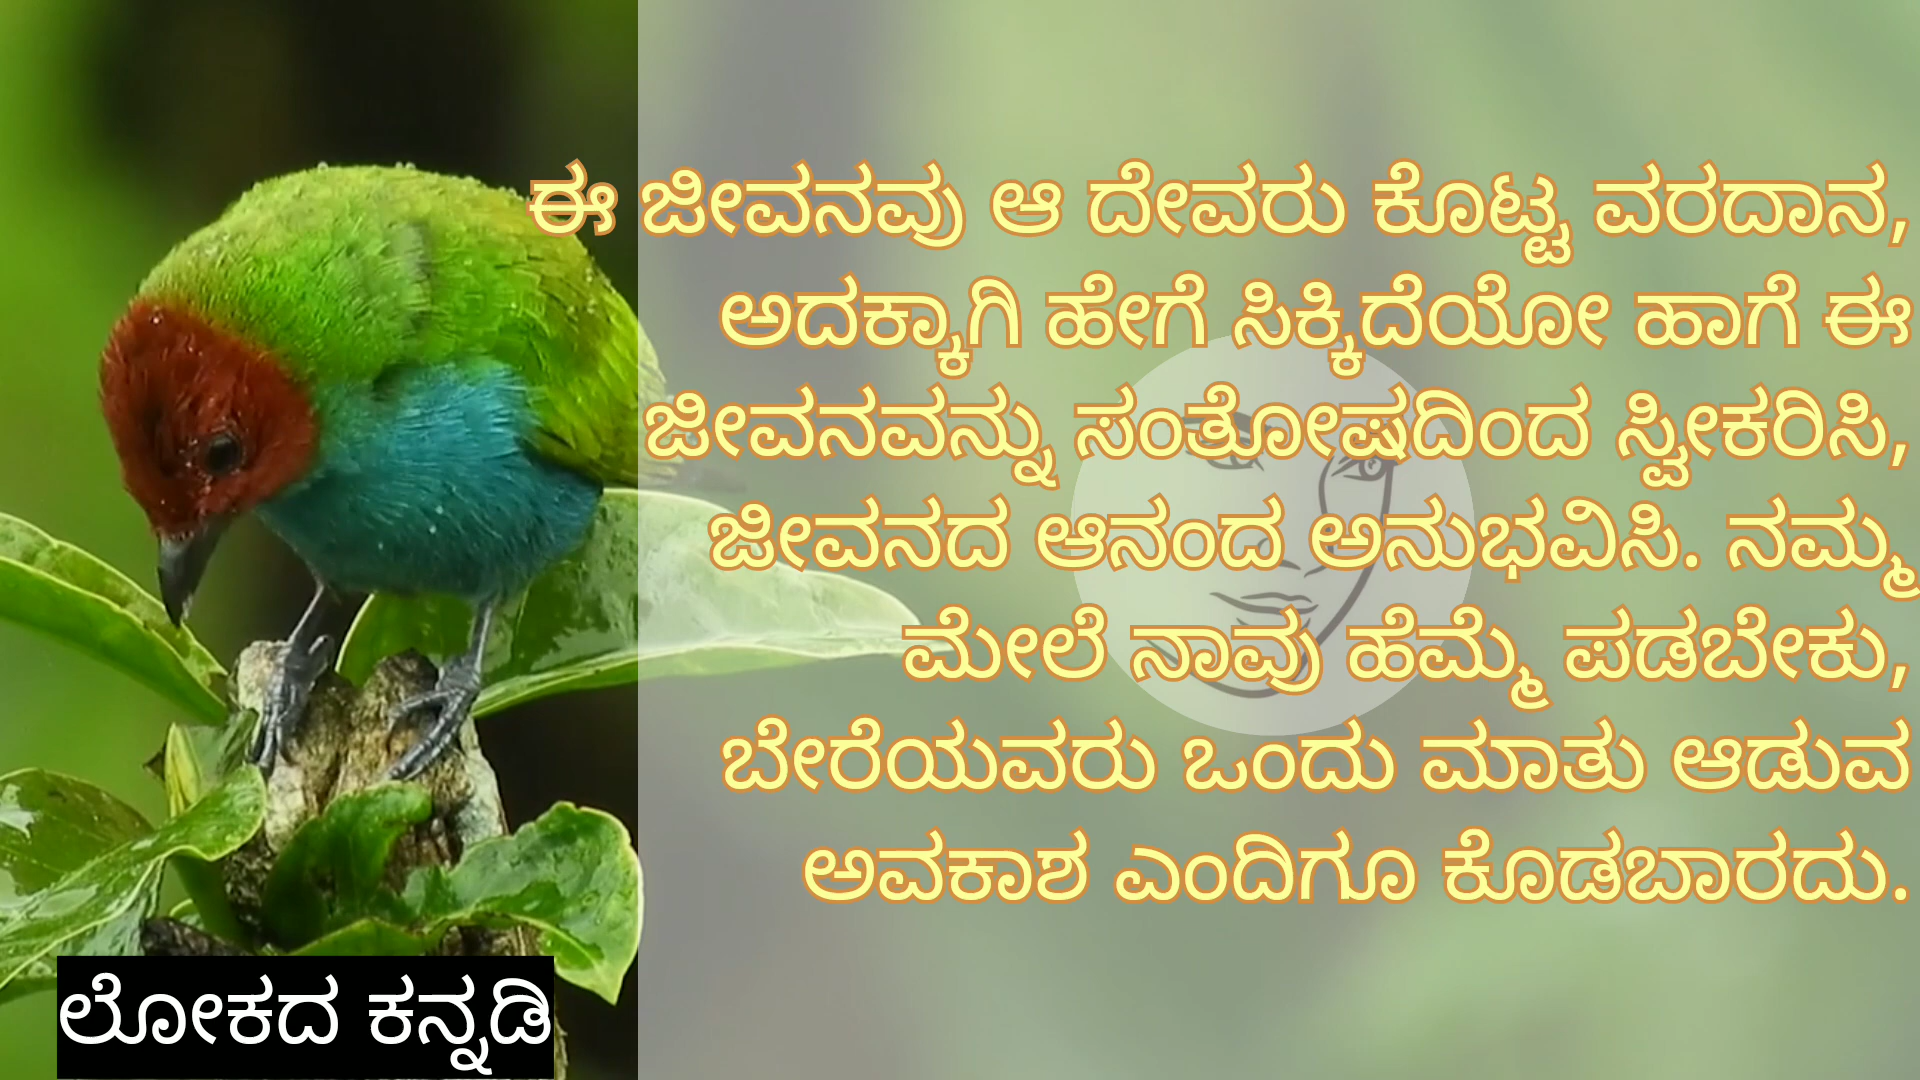 ಈ ಜೀವನವು ಆ ದೇವರು ಕೊಟ್ಟ ವರದಾನ,
ಅದಕ್ಕಾಗಿ ಹೇಗೆ ಸಿಕ್ಕಿದೆಯೋ ಹಾಗೆ ಈ
ಜೀವನವನ್ನು ಸಂತೋಷದಿಂದ ಸ್ವೀಕರಿಸಿ,
ಜೀವನದ ಆನಂದ ಅನುಭವಿಸಿ. ನಮ್ಮ
ಮೇಲೆ ನಾವು ಹೆಮ್ಮೆ ಪಡಬೇಕು,
ಬೇರೆಯವರು ಒಂದು ಮಾತು ಆಡುವ
ಅವಕಾಶ ಎಂದಿಗೂ ಕೊಡಬಾರದು.
ಲೋಕದ ಕನ್ನಡಿ